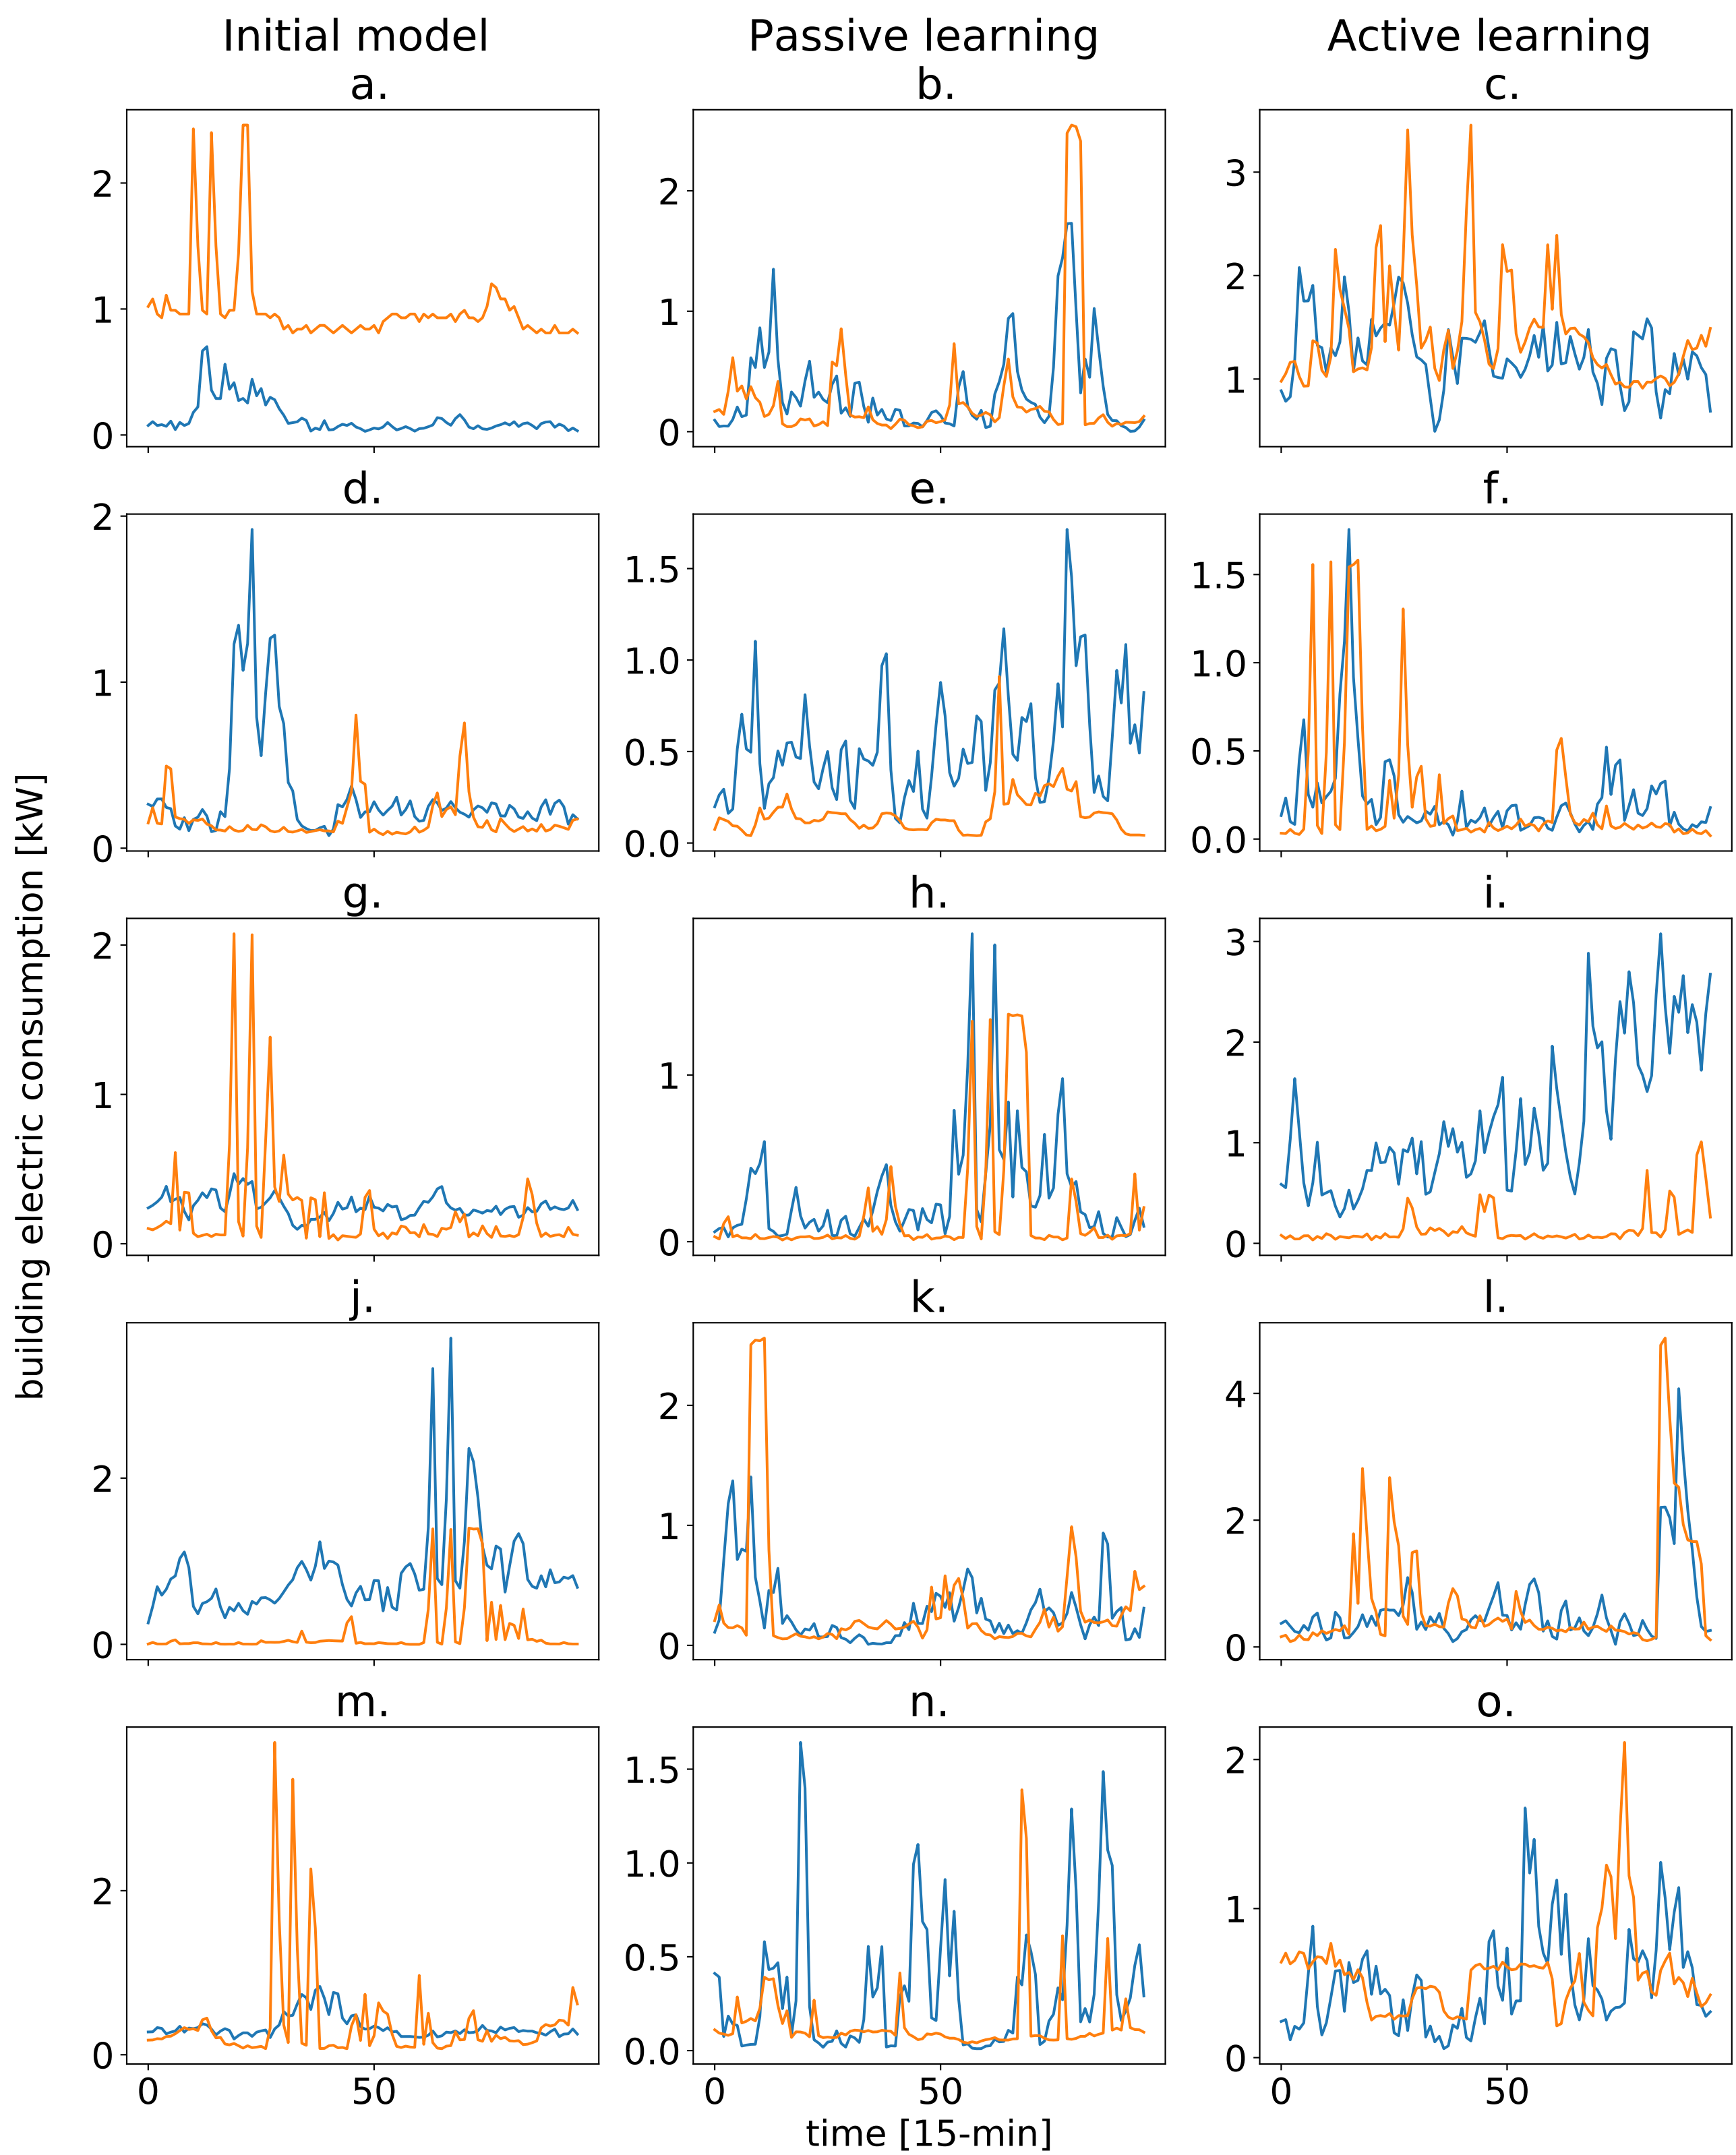 Initial model Passive learning Active learning
a. b. c.
2 2 3
1 1 2
0 0 1
d. e. f.
2 1.5 1.5
1 1.0 1.0
0 0.5 0.5
0.0 0.0
building electric consumption [kW]
g. h. i.
2 1 3
1 0 2
0 1
0
j. k. l.
2 2 4
0 1 2
0 0
m. n. o.
2 1.5 2
0 1.0 1
0.5 0
0.0
0 50 0 50 0 50
time [15-min]